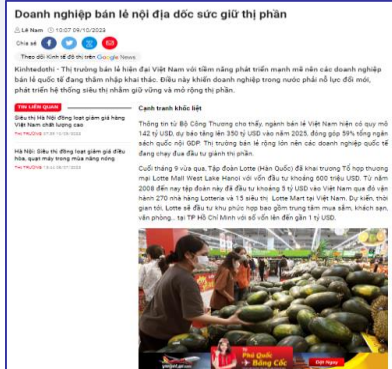 Doanh nghiệp bán lẻ nội địa dốc sức giữ thị phần
Lê Nam 10:07 09/10/2023
Chia sẻ
Theo dõi Kinh tế đô thị trên Google News
Kinhtedothi - Thị trường bán lẻ hiện đại Việt Nam với tiềm năng phát triển mạnh mẽ nên các doanh nghiệp
bán lẻ quốc tế đang thâm nhập khai thác. Điều này khiến doanh nghiệp trong nước phải nỗ lực đổi mới,
phát triển hệ thống siêu thị nhằm giữ vững và mở rộng thị phần.
TIN LIÊN QUAN
Siêu thị Hà Nội đồng loạt giảm giá hàng
Việt Nam chất lượng cao
THỊ TRƯỜNG
Hà Nội: Siêu thị đồng loạt giảm giá điều
hòa, quạt máy trong mùa nắng nóng
THỊ TRƯỜNG
Cạnh tranh khốc liệt
Thông tin từ Bộ Công Thương cho thấy, ngành bán lẻ Việt Nam hiện có quy mô
142 tỷ USD, dự báo tăng lên 350 tỷ USD vào năm 2025, đóng góp 59% tổng ngân
sách quốc nội GDP. Thị trường bán lẻ rộng lớn nên các doanh nghiệp quốc tế
đang chạy đua đầu tư giành thị phần.
Cuối tháng 9 vừa qua, Tập đoàn Lotte (Hàn Quốc) đã khai trương Tổ hợp thương
mại Lotte Mall West Lake Hanoi với vốn đầu tư khoảng 600 triệu USD. Từ năm
2008 đến nay tập đoàn này đã đầu tư khoảng 5 tỷ USD vào Việt Nam qua đó vận
hành 270 nhà hàng Lotteria và 15 siêu thị Lotte Mart tại Việt Nam. Dự kiến, thời
gian tới, Lotte sẽ đầu tư khu phức hợp bao gồm trung tâm mua sắm, khách sạn,
văn phòng... tại TP Hồ Chí Minh với số vốn lên đến gần 1 tỷ USD.
vietjetair.com
Phú Quốc
Băng Cốc
Đặt Ngay